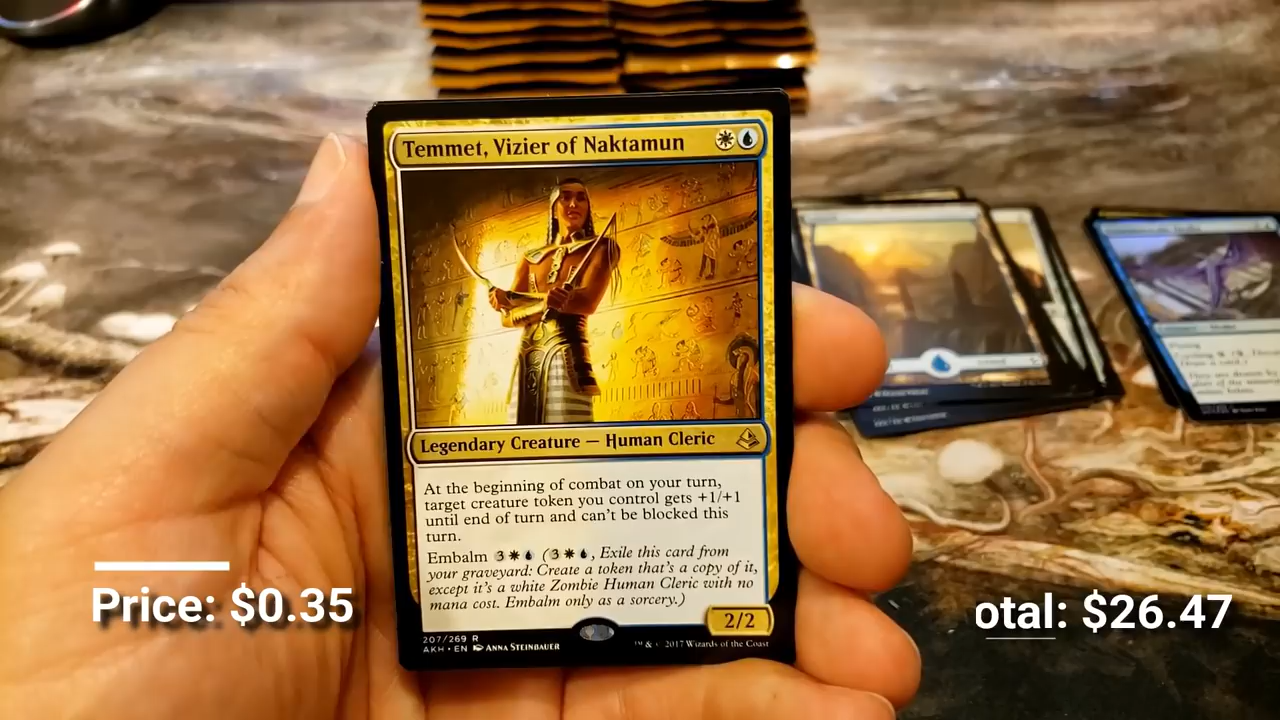 Temmet, Vizier of Naktamun
Legendary Creature — Human Cleric
At the beginning of combat on your turn,
target creature token you control gets +1/+1
until end of turn and can't be blocked this
turn.
Embalm 3 (3, Exile this card from
your graveyard: Create a token that's a copy of it,
except it's a white Zombie Human Cleric with no
mana cost. Embalm only as a sorcery.)
2/2
207/269 R
AKH • EN ANNA STEINBAUER
™ & © 2017 Wizards of the Coast
Price: $0.35
otal: $26.47